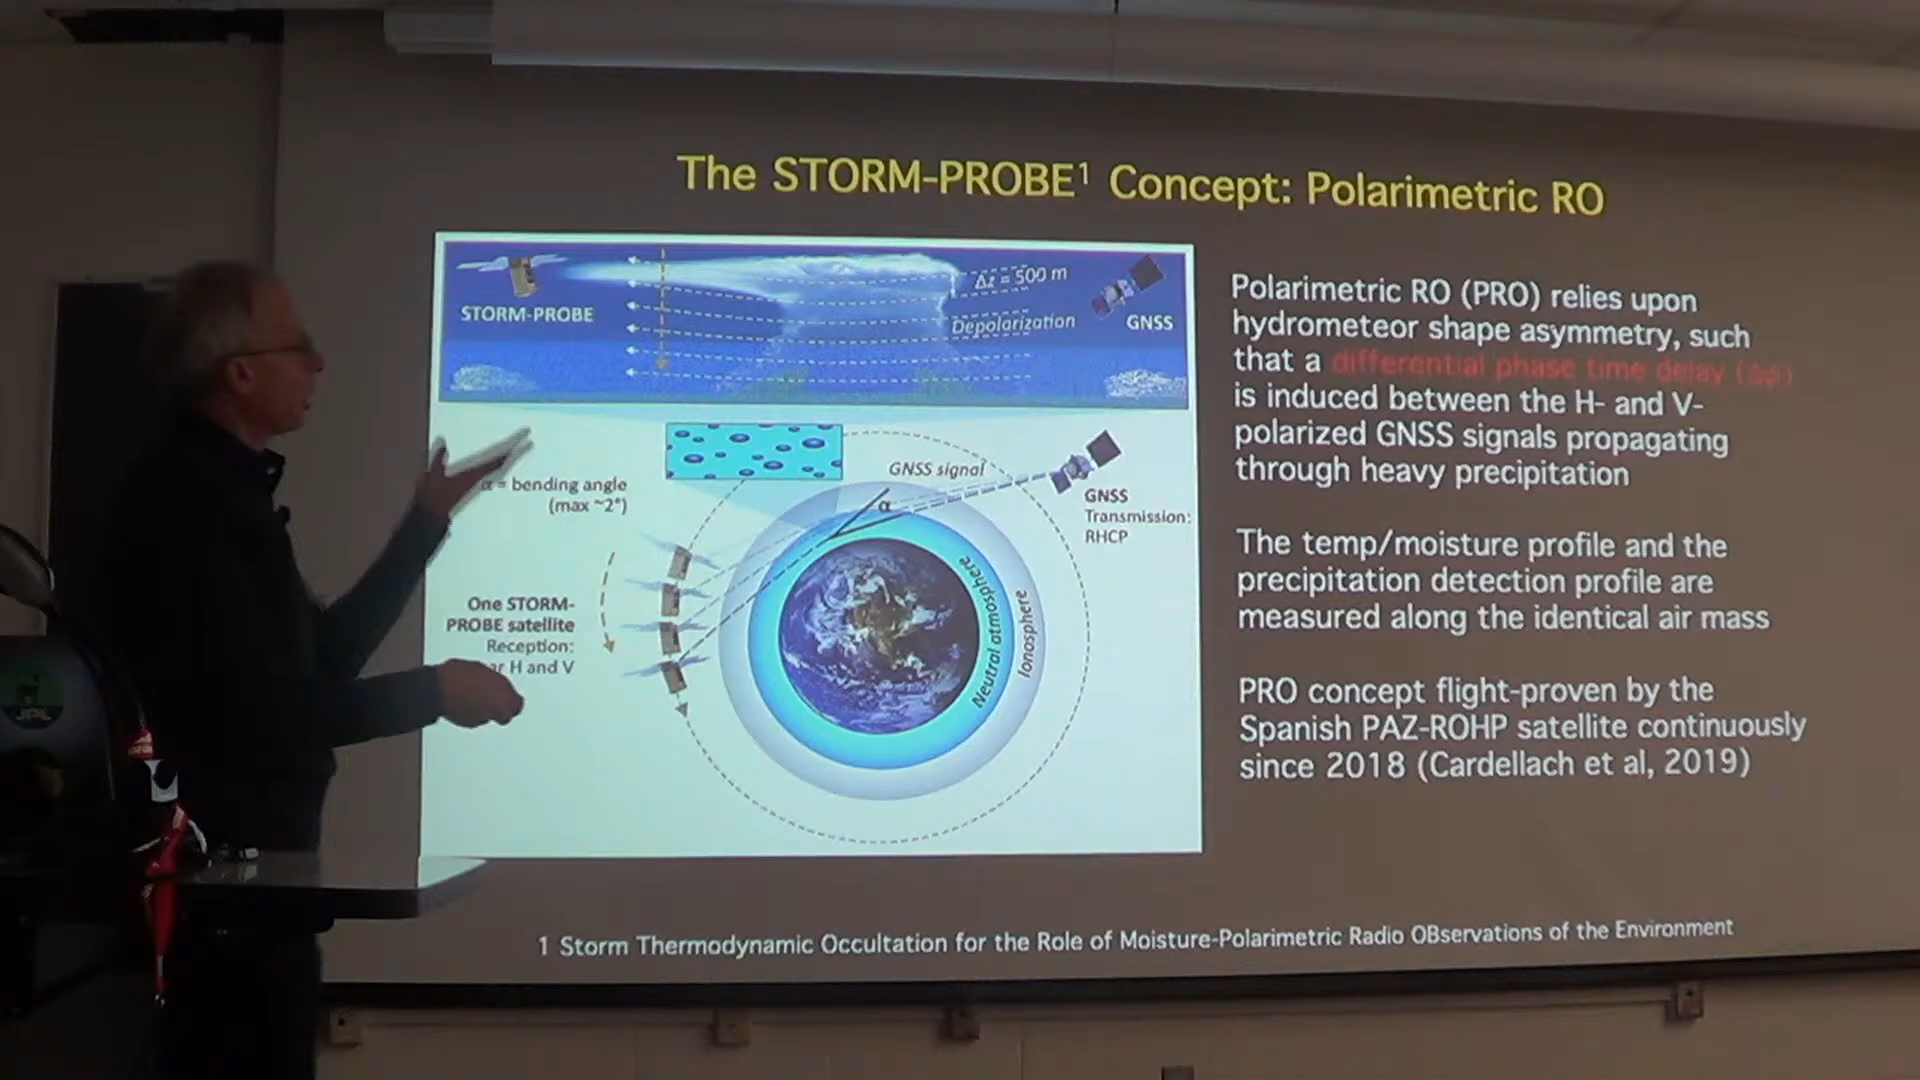 The STORM-PROBE¹ Concept: Polarimetric RO
STORM-PROBE
Δz = 500 m
Depolarization
GNSS
α = bending angle
(max ~2°)
GNSS signal
α
GNSS
Transmission:
RHCP
One STORM-
PROBE satellite
Reception:
H and V
Neutral atmosphere
Ionosphere
Polarimetric RO (PRO) relies upon
hydrometeor shape asymmetry, such
that a differential phase time delay (Δϕ)
is induced between the H- and V-
polarized GNSS signals propagating
through heavy precipitation
The temp/moisture profile and the
precipitation detection profile are
measured along the identical air mass
PRO concept flight-proven by the
Spanish PAZ-ROHP satellite continuously
since 2018 (Cardellach et al, 2019)
1 Storm Thermodynamic Occultation for the Role of Moisture-Polarimetric Radio OBservations of the Environment
JPL